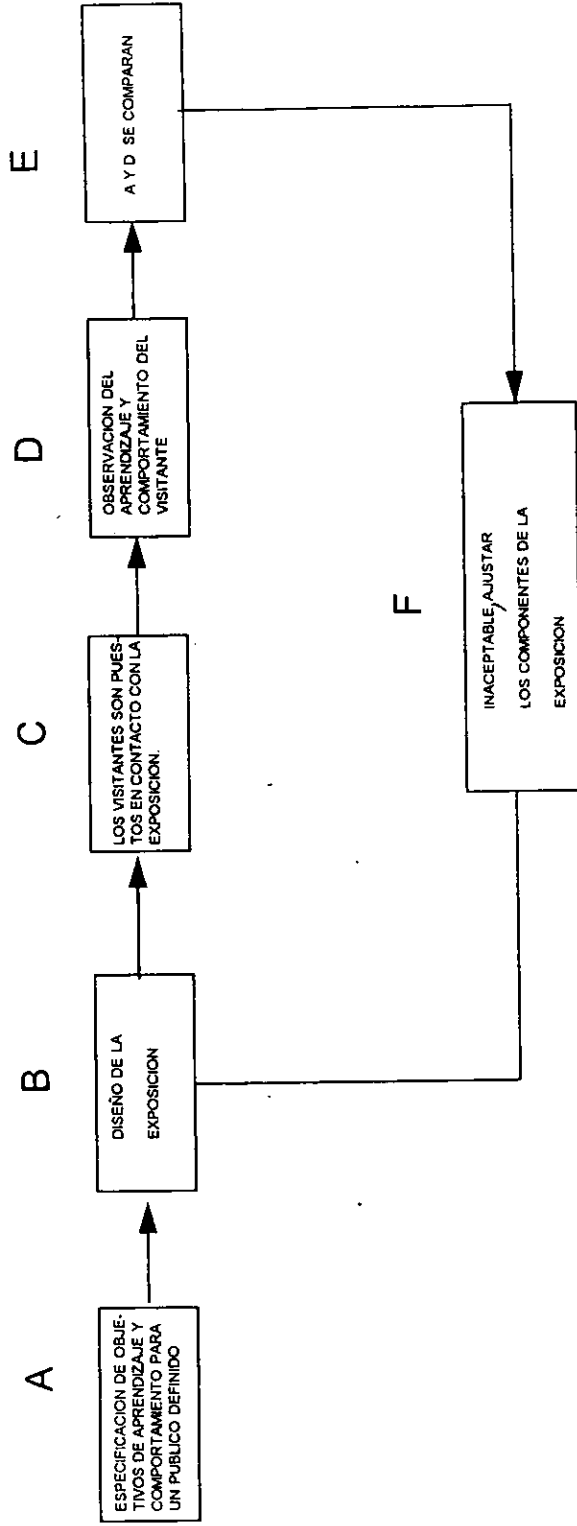 A
ESPECIFICACION DE OBJE-
TIVOS DE APRENDIZAJE Y
COMPORTAMIENTO PARA
UN PUBLICO DEFINIDO
B
DISEÑO DE LA
EXPOSICION
C
LOS VISITANTES SON PUES-
TOS EN CONTACTO CON LA
EXPOSICION.
D
OBSERVACION DEL
APRENDIZAJE Y
COMPORTAMIENTO DEL
VISITANTE
E
A Y D SE COMPARAN
F
INACEPTABLE, AJUSTAR
LOS COMPONENTES DE LA
EXPOSICION